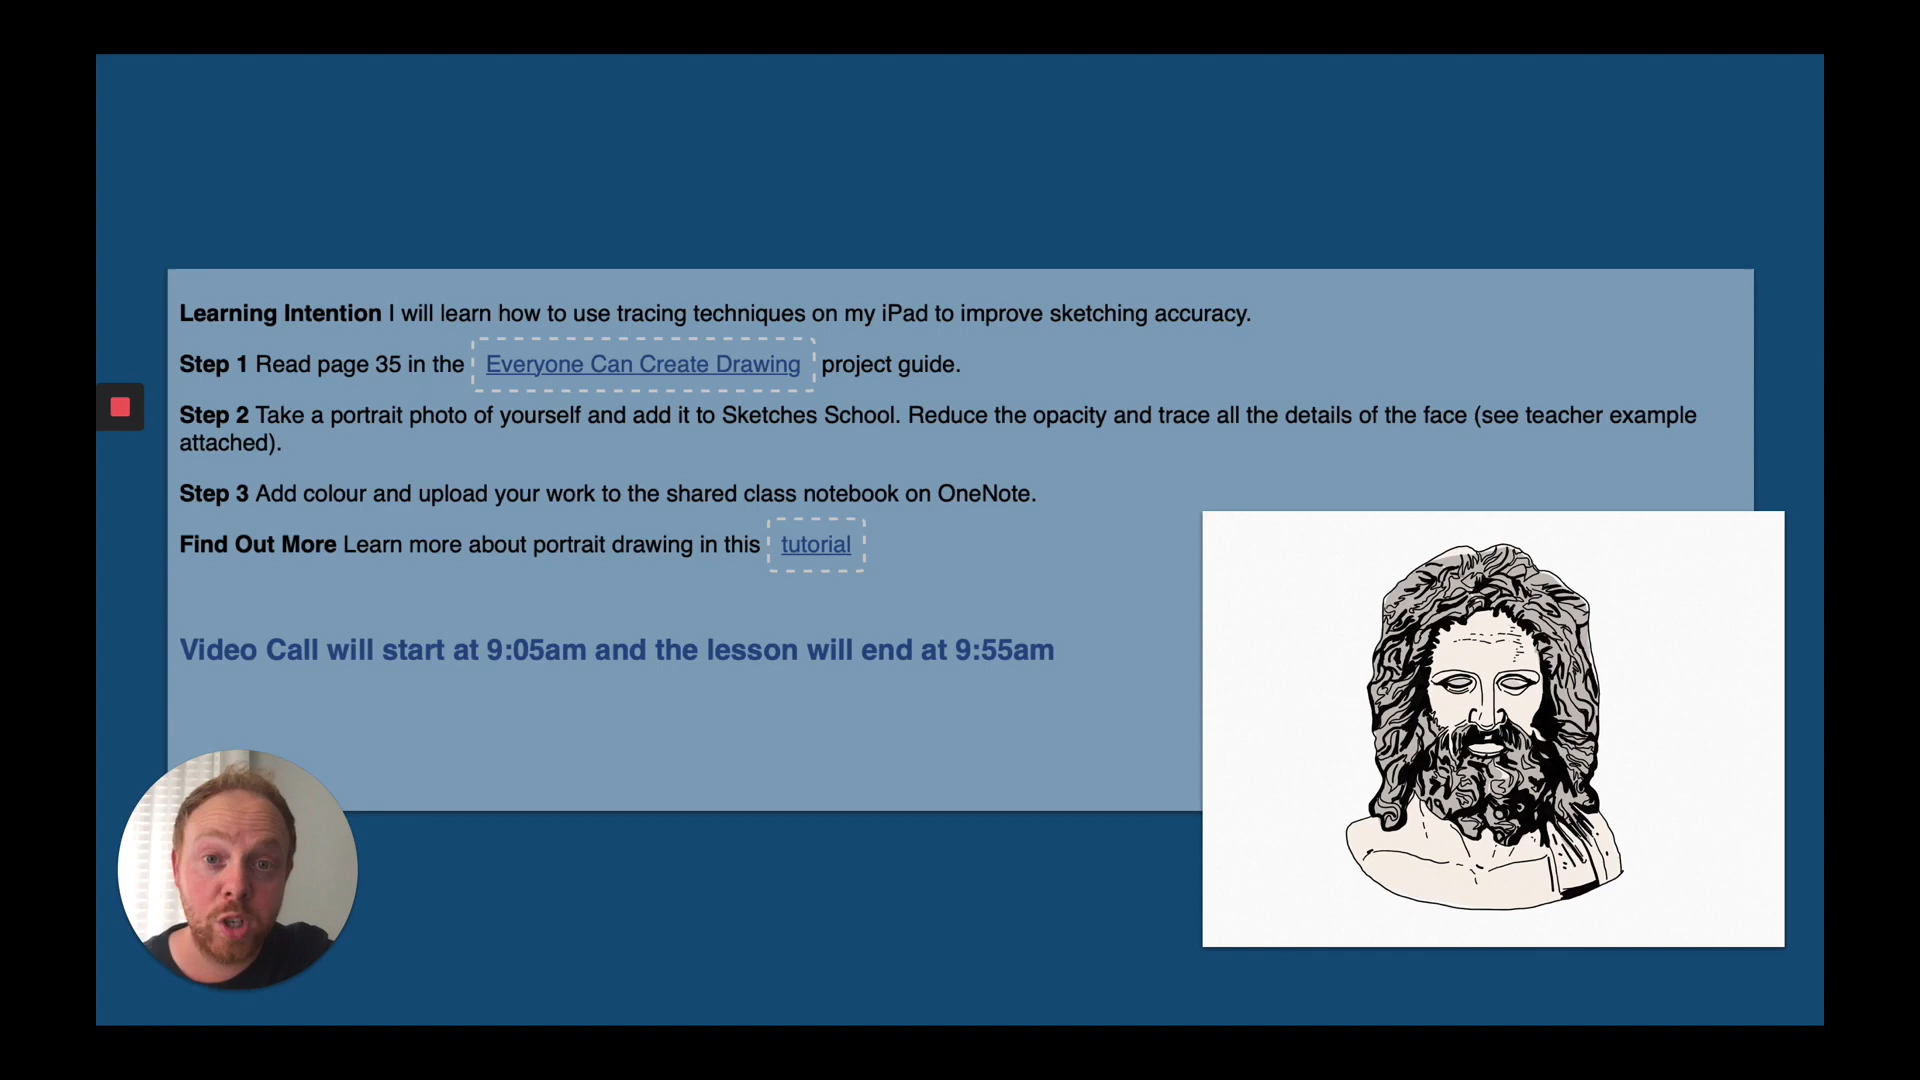 Learning Intention I will learn how to use tracing techniques on my iPad to improve sketching accuracy.
Step 1 Read page 35 in the Everyone Can Create Drawing project guide.
Step 2 Take a portrait photo of yourself and add it to Sketches School. Reduce the opacity and trace all the details of the face (see teacher example
attached).
Step 3 Add colour and upload your work to the shared class notebook on OneNote.
Find Out More Learn more about portrait drawing in this tutorial
Video Call will start at 9:05am and the lesson will end at 9:55am